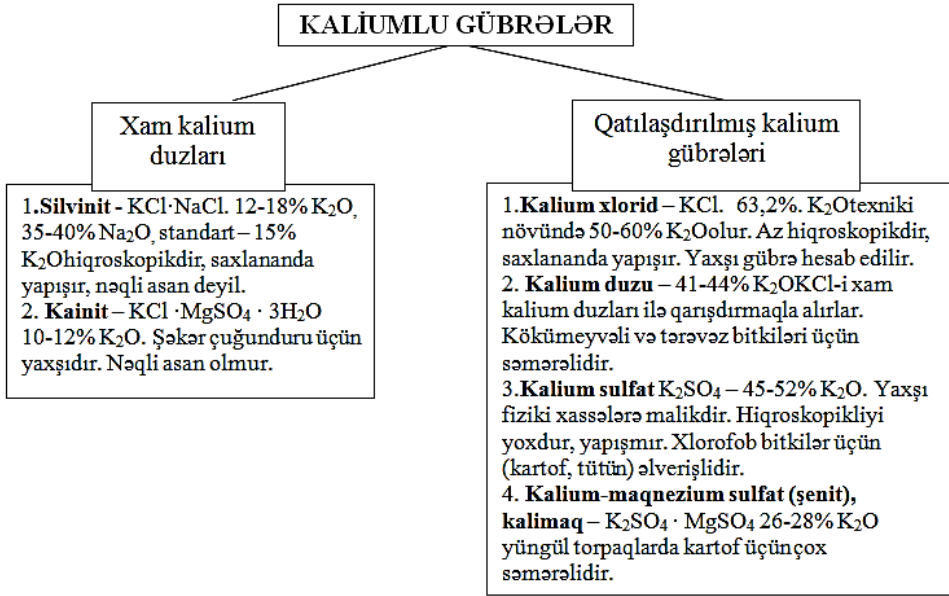 KALİUMLU GÜBRƏLƏR
Xam kalium
duzları
1.Silvinit - KCl·NaCl. 12-18% K₂O,
35-40% Na₂O, standart – 15%
K₂Ohiqroskopikdir, saxlananda
yapışır, nəqli asan deyil.
2. Kainit – KCl ·MgSO₄ · 3H₂O
10-12% K₂O. Şəkər çuğunduru üçün
yaxşıdır. Nəqli asan olmur.
Qatılaşdırılmış kalium
gübrələri
1.Kalium xlorid – KCl. 63,2%. K₂Otexniki
növündə 50-60% K₂Oolur. Az hiqroskopikdir,
saxlananda yapışır. Yaxşı gübrə hesab edilir.
2. Kalium duzu – 41-44% K₂OKCl-i xam
kalium duzları ilə qarışdırmaqla alırlar.
Kökümeyvəli və tərəvəz bitkiləri üçün
səmərəlidir.
3.Kalium sulfat K₂SO₄ – 45-52% K₂O. Yaxşı
fiziki xassələrə malikdir. Hiqroskopikliyi
yoxdur, yapışmır. Xlorofob bitkilər üçün
(kartof, tütün) əlverişlidir.
4. Kalium-maqnezium sulfat (şenit),
kalimaq – K₂SO₄ · MgSO₄ 26-28% K₂O
yüngül torpaqlarda kartof üçünçox
səmərəlidir.